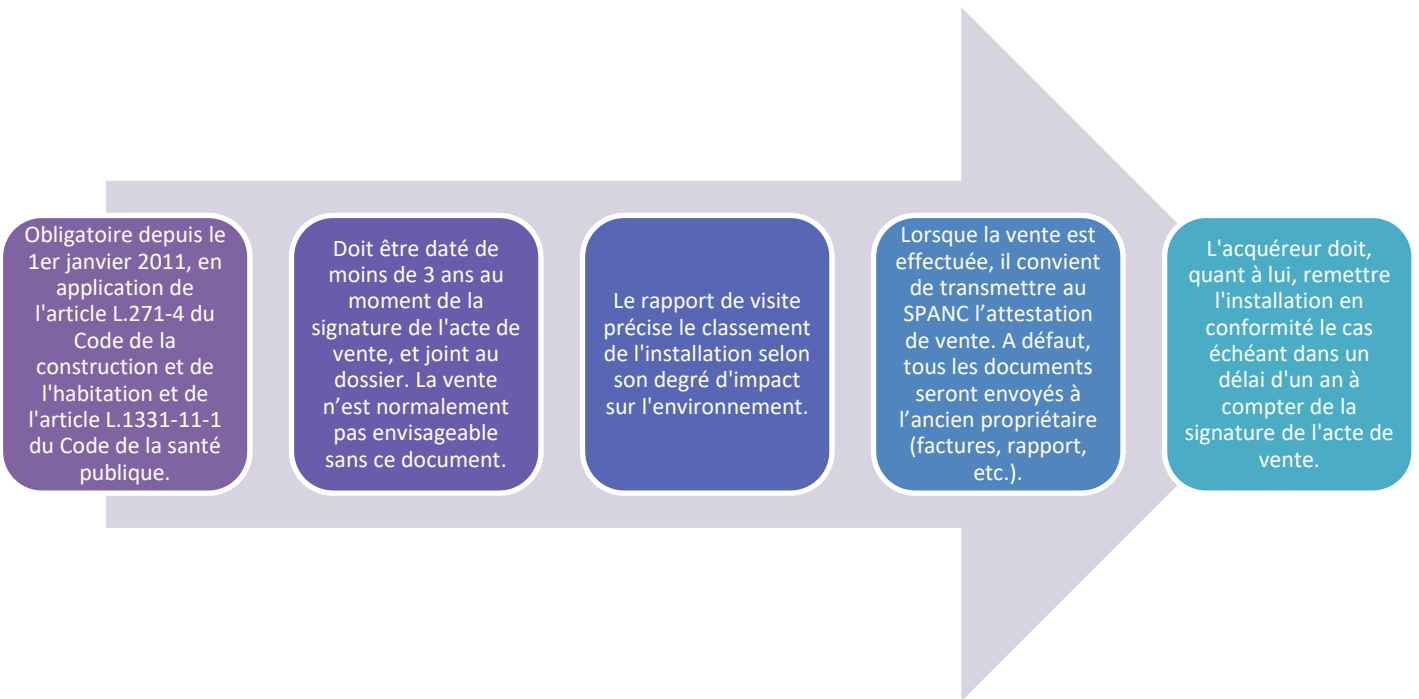 Obligatoire depuis le
1er janvier 2011, en
application de
l'article L.271-4 du
Code de la
construction et de
l'habitation et de
l'article L.1331-11-1
du Code de la santé
publique.
Doit être daté de
moins de 3 ans au
moment de la
signature de l'acte de
vente, et joint au
dossier. La vente
n’est normalement
pas envisageable
sans ce document.
Le rapport de visite
précise le classement
de l'installation selon
son degré d'impact
sur l'environnement.
Lorsque la vente est
effectuée, il convient
de transmettre au
SPANC l’attestation
de vente. A défaut,
tous les documents
seront envoyés à
l’ancien propriétaire
(factures, rapport,
etc.).
L'acquéreur doit,
quant à lui, remettre
l'installation en
conformité le cas
échéant dans un
délai d'un an à
compter de la
signature de l'acte de
vente.